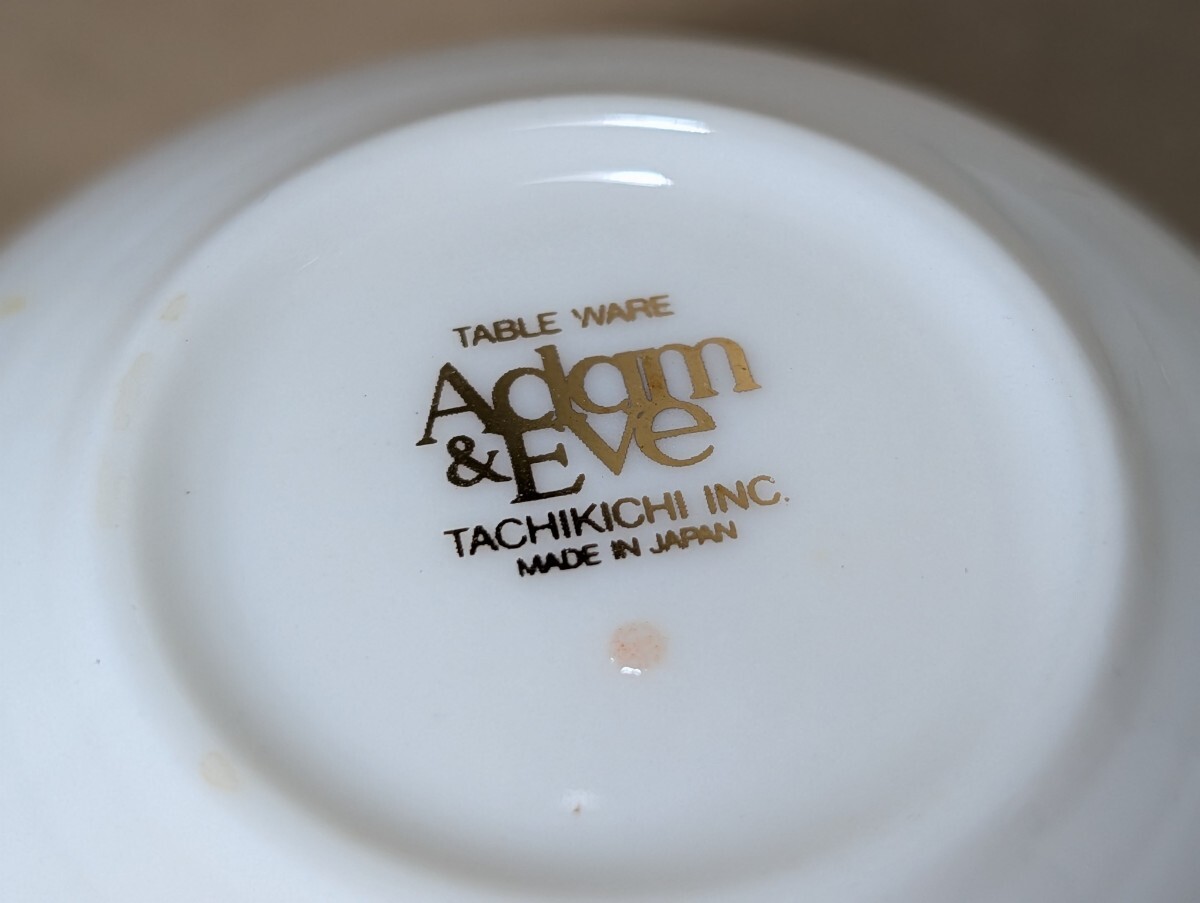 TABLE WARE
Adam
& Eve
TACHIKICHI INC.
MADE IN JAPAN